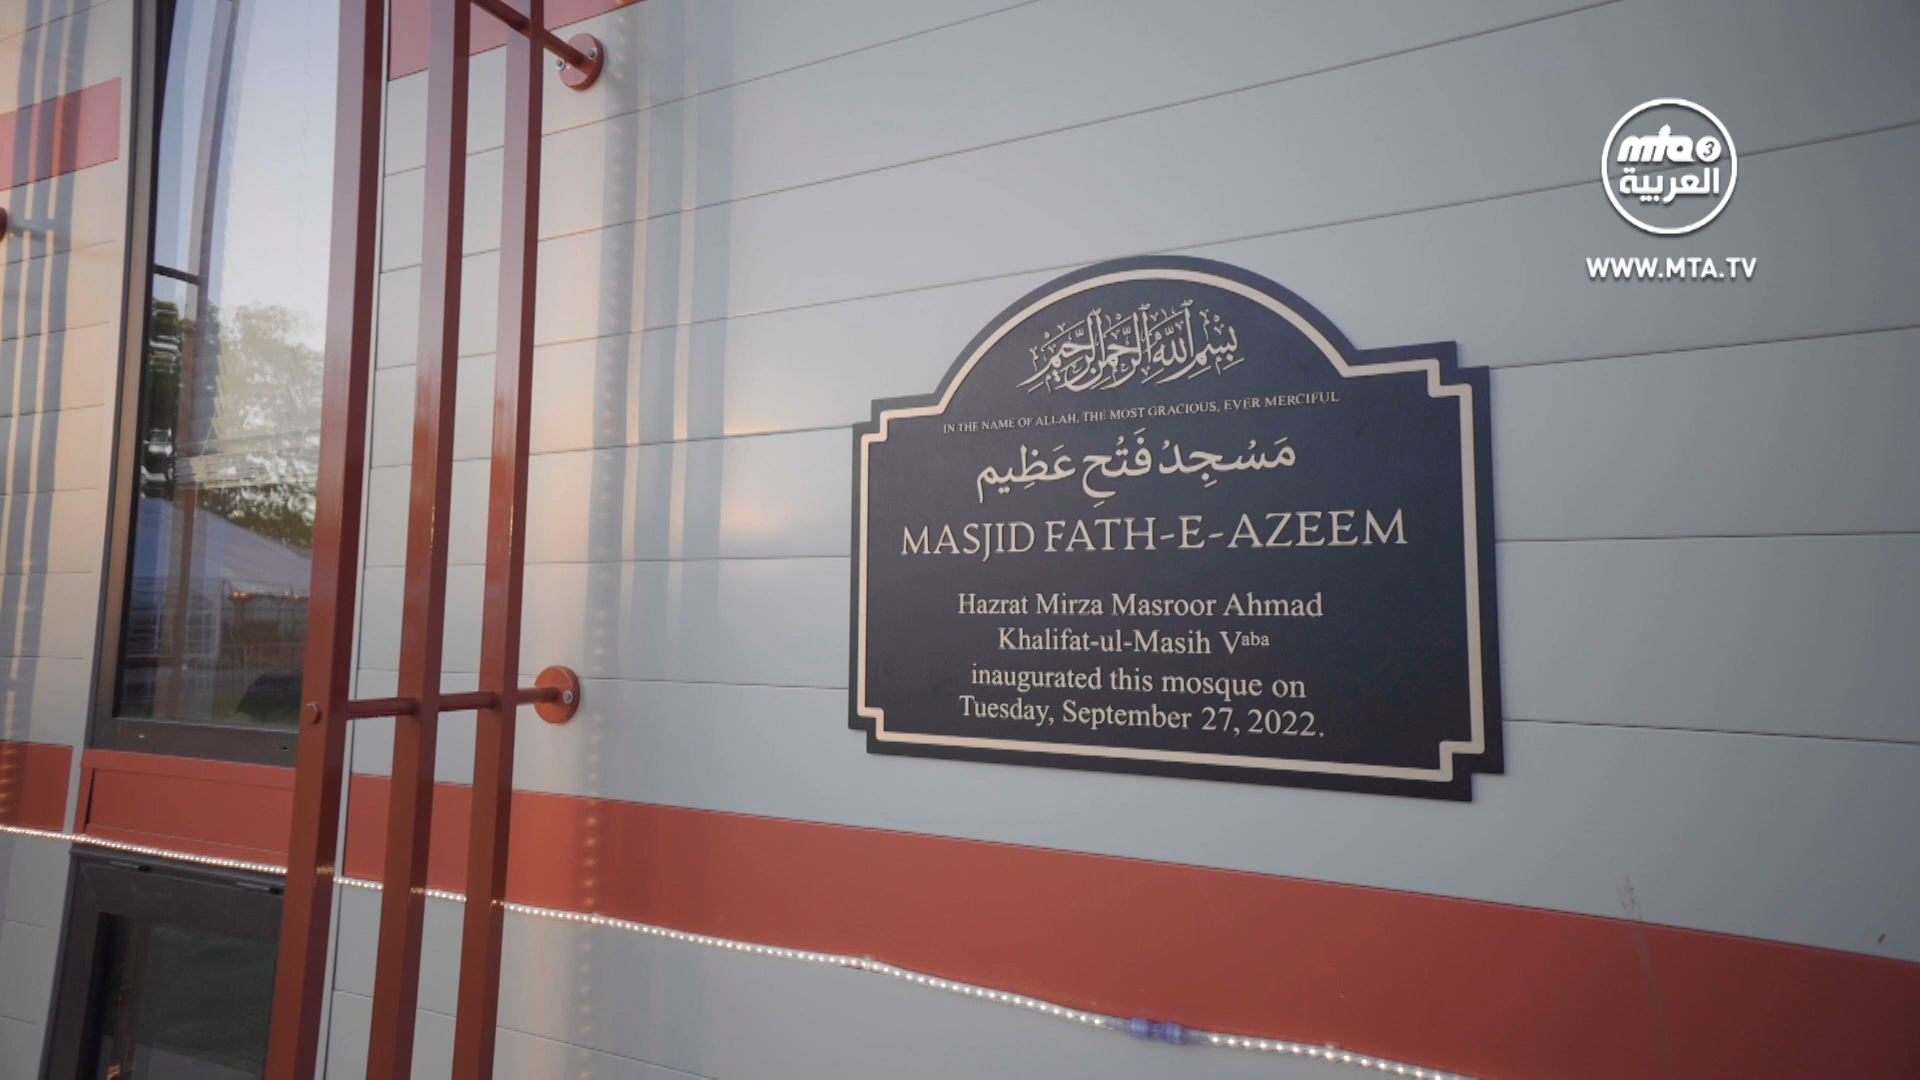 mta 3
العربية
WWW.MTA.TV
بِسْمِ اللّٰهِ الرَّحْمٰنِ الرَّحِيْمِ
IN THE NAME OF ALLAH, THE MOST GRACIOUS, EVER MERCIFUL
مَسْجِدُ فَتْحِ عَظِيم
MASJID FATH-E-AZEEM
Hazrat Mirza Masroor Ahmad
Khalifat-ul-Masih Vaba
inaugurated this mosque on
Tuesday, September 27, 2022.